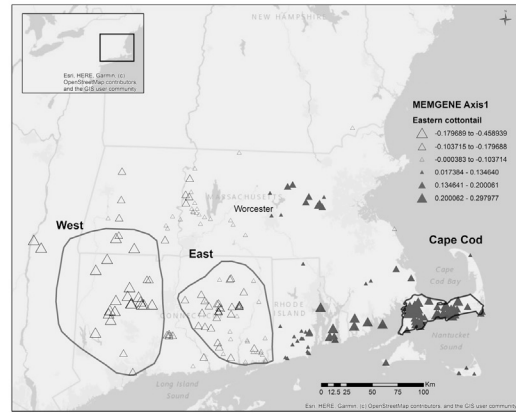 NEW HAMPSHIRE
Esri, HERE, Garmin, (c)
OpenStreetMap contributors,
and the GIS user community
MEMGENE Axis1
Eastern cottontail
-0.179689 to -0.458939
-0.103715 to -0.179688
-0.000383 to -0.103714
0.017384 - 0.134640
0.134641 - 0.200061
0.200062 - 0.297977
MASSACHUSETTS
Worcester
West
East
Cape Cod
Cape
Cod Bay
CONNECTICUT
RHODE
ISLAND
Nantucket
Sound
Long Island
Sound
Km
0 12.5 25 50 75 100
Esri, HERE, Garmin, (c) OpenStreetMap contributors, and the GIS user community